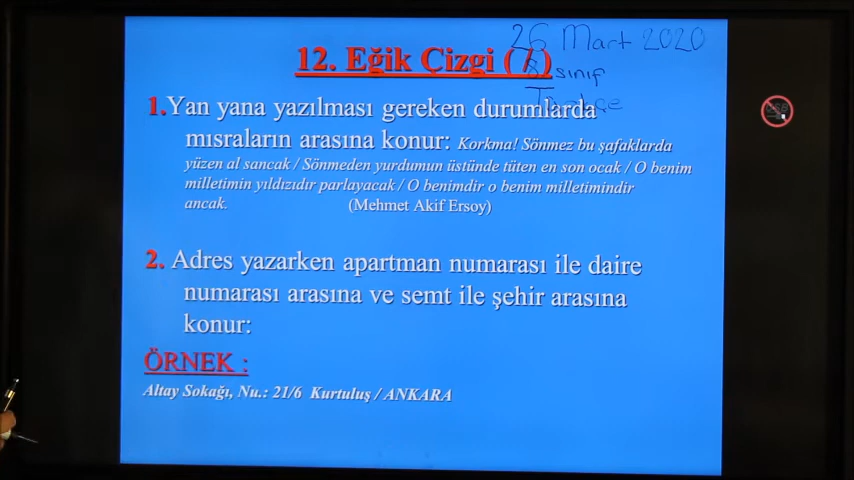 26 Mart 2020
12. Eğik Çizgi ( / )
8 sınıf
Türkçe
1.Yan yana yazılması gereken durumlarda
mısraların arasına konur: Korkma! Sönmez bu şafaklarda
yüzen al sancak / Sönmeden yurdumun üstünde tüten en son ocak / O benim
milletimin yıldızıdır parlayacak / O benimdir o benim milletimindir
ancak. (Mehmet Akif Ersoy)
2. Adres yazarken apartman numarası ile daire
numarası arasına ve semt ile şehir arasına
konur:
ÖRNEK :
Altay Sokağı, Nu.: 21/6 Kurtuluş / ANKARA